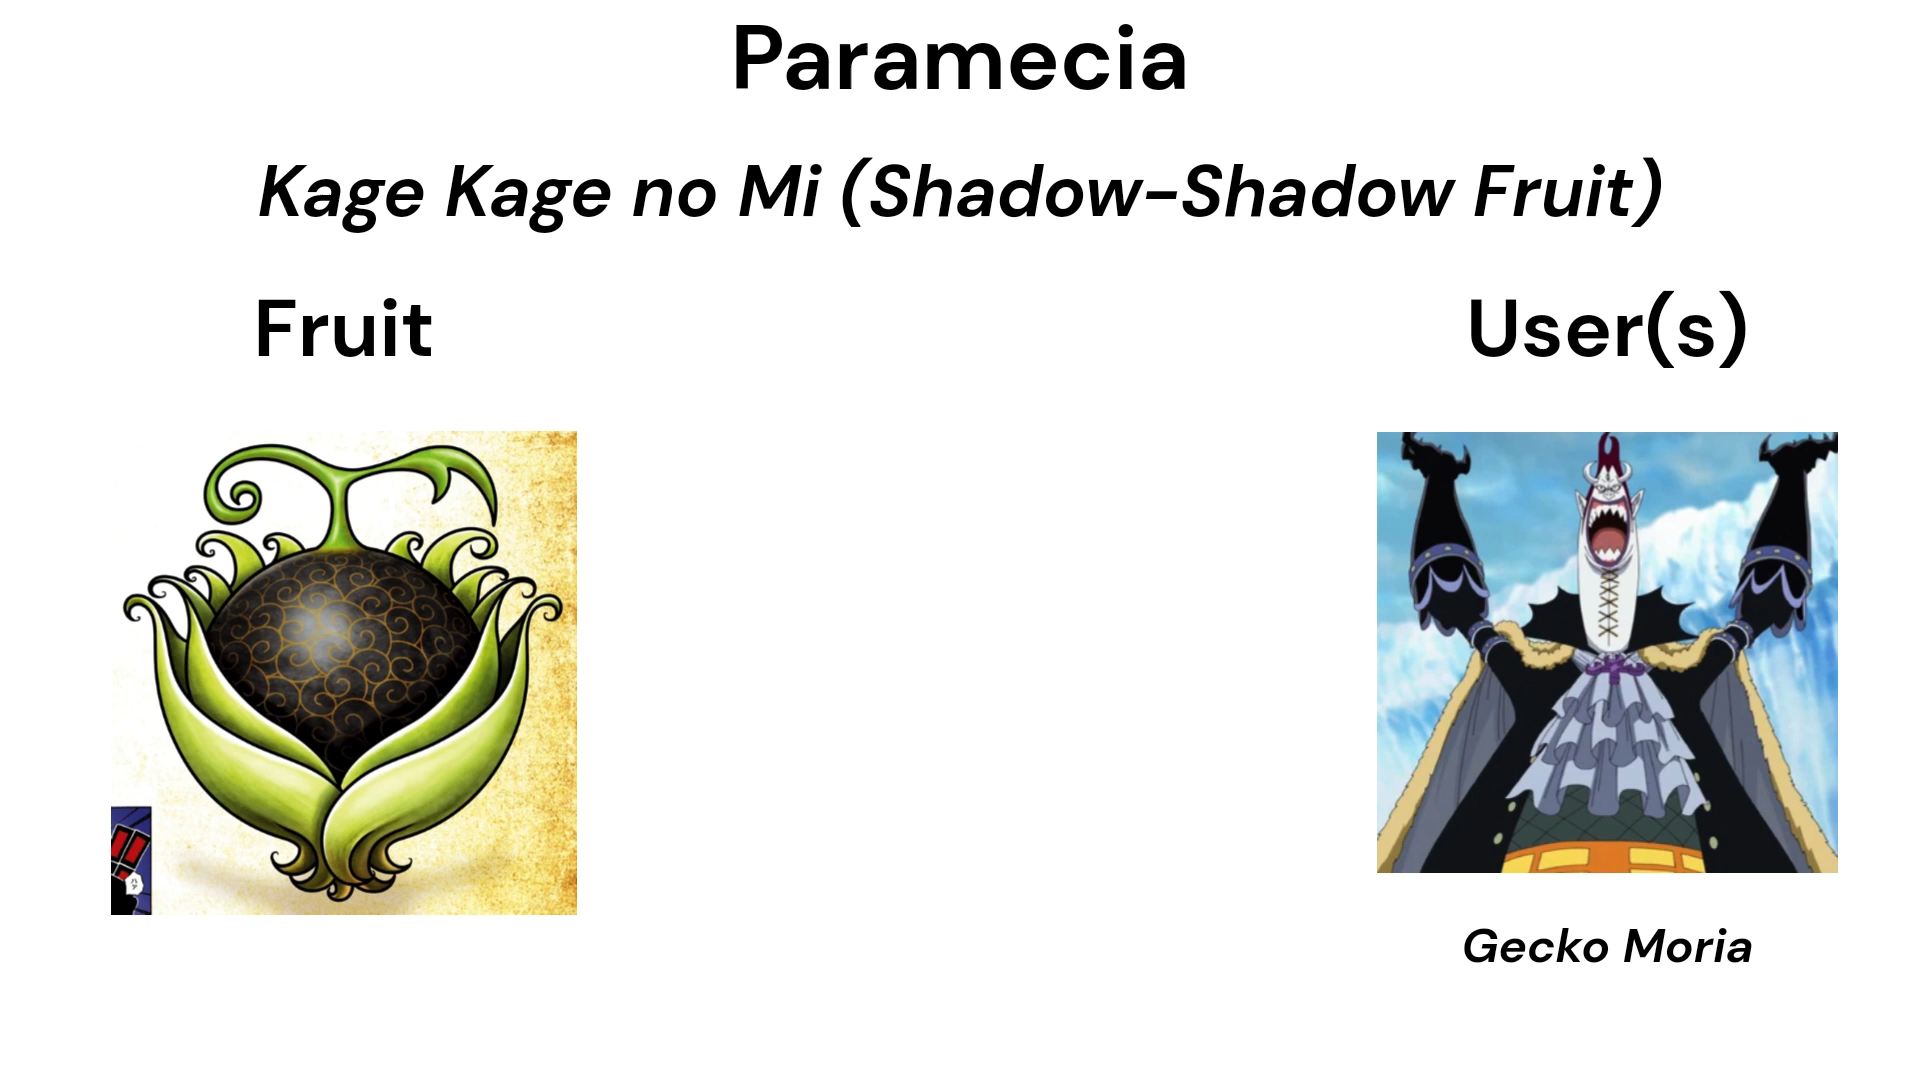 Paramecia
Kage Kage no Mi (Shadow-Shadow Fruit)
Fruit
User(s)
Gecko Moria